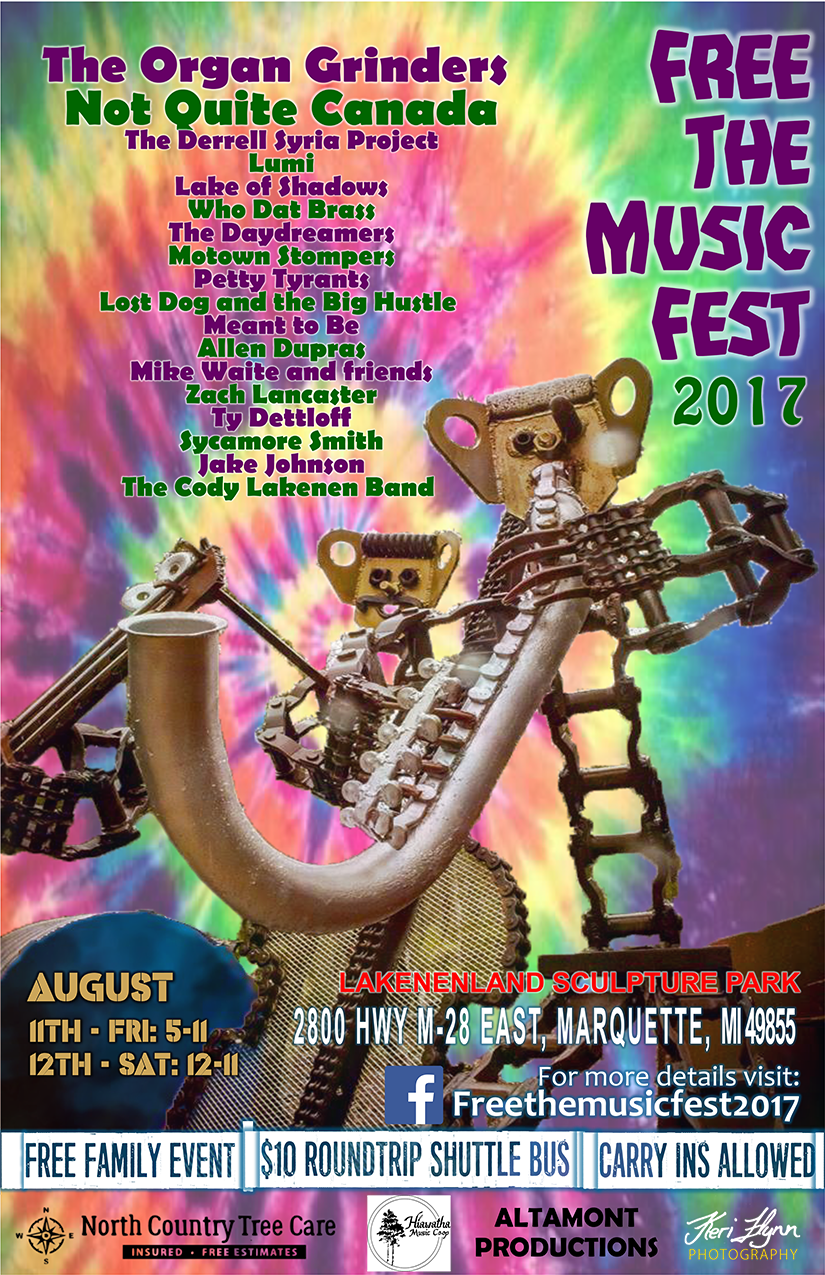 The Organ Grinders
Not Quite Canada
The Derrell Syria Project
Lumi
Lake of Shadows
Who Dat Brass
The Daydreamers
Motown Stompers
Petty Tyrants
Lost Dog and the Big Hustle
Meant to Be
Allen Dupras
Mike Waite and friends
Zach Lancaster
Ty Dettloff
Sycamore Smith
Jake Johnson
The Cody Lakenen Band
FREE
THE
MUSIC
FEST
2017
AUGUST
11TH - FRI: 5-11
12TH - SAT: 12-11
LAKENENLAND SCULPTURE PARK
2800 HWY M-28 EAST, MARQUETTE, MI 49855
For more details visit:
f Freethemusicfest2017
FREE FAMILY EVENT $10 ROUNDTRIP SHUTTLE BUS CARRY INS ALLOWED
N
W E
S
North Country Tree Care
INSURED • FREE ESTIMATES
Hiawatha
Music Coop
ALTAMONT
PRODUCTIONS
Keri Flynn
PHOTOGRAPHY